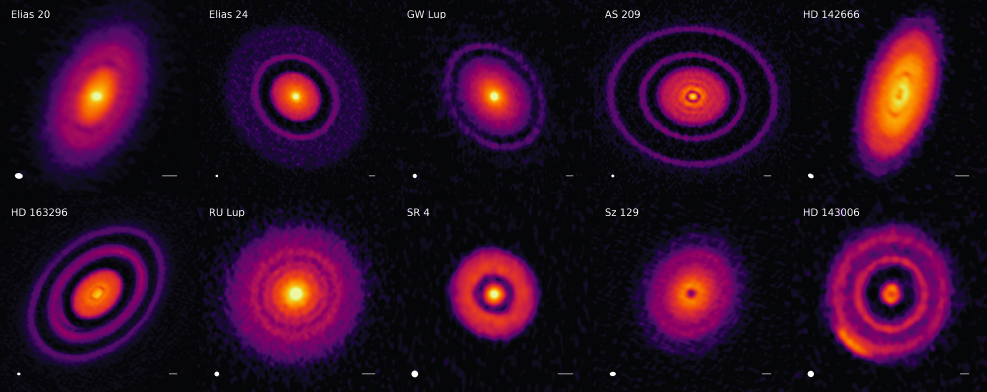 Elias 20
Elias 24
GW Lup
AS 209
HD 142666
HD 163296
RU Lup
SR 4
Sz 129
HD 143006